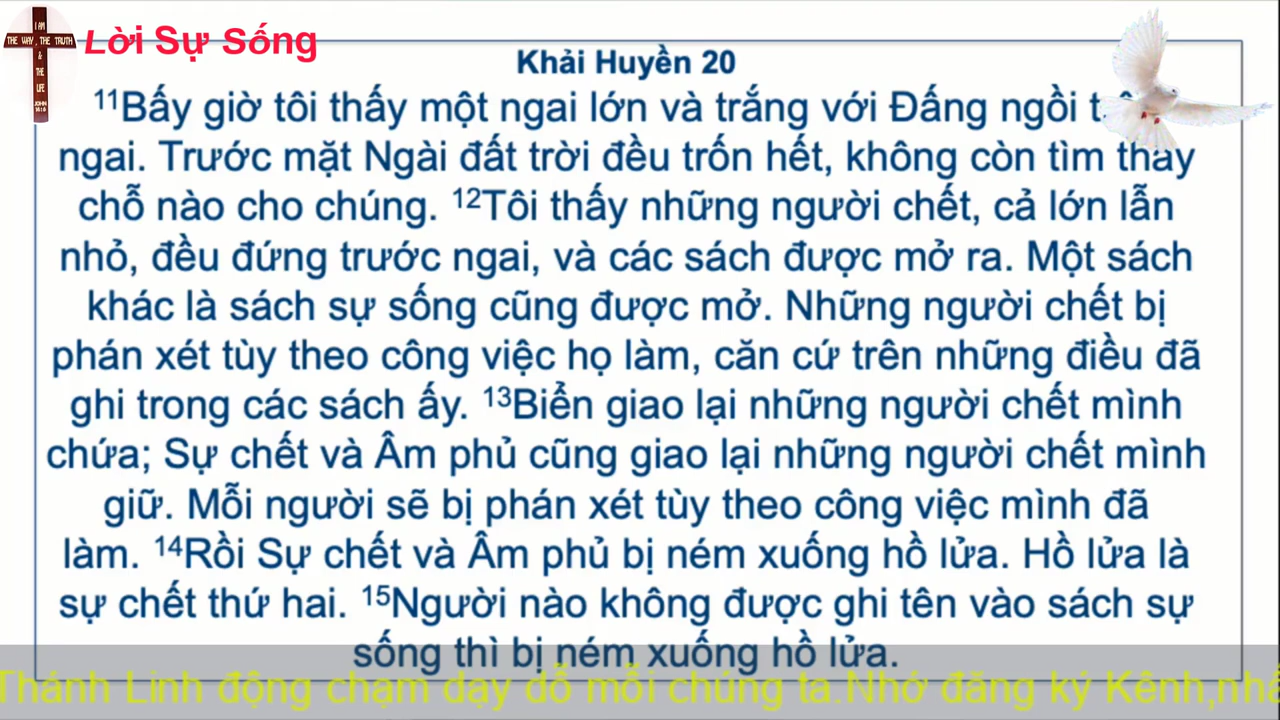 I AM
THE WAY, THE TRUTH
&
THE
LIFE
JOHN
Lời Sự Sống
Khải Huyền 20
11Bấy giờ tôi thấy một ngai lớn và trắng với Đấng ngồi
ngai. Trước mặt Ngài đất trời đều trốn hết, không còn tìm thấy
chỗ nào cho chúng. 12Tôi thấy những người chết, cả lớn lẫn
nhỏ, đều đứng trước ngai, và các sách được mở ra. Một sách
khác là sách sự sống cũng được mở. Những người chết bị
phán xét tùy theo công việc họ làm, căn cứ trên những điều đã
ghi trong các sách ấy. 13Biển giao lại những người chết mình
chứa; Sự chết và Âm phủ cũng giao lại những người chết mình
giữ. Mỗi người sẽ bị phán xét tùy theo công việc mình đã
làm. 14Rồi Sự chết và Âm phủ bị ném xuống hồ lửa. Hồ lửa là
sự chết thứ hai. 15Người nào không được ghi tên vào sách sự
sống thì bị ném xuống hồ lửa.
Thánh Linh động chạm dạy dỗ mỗi chúng ta.Nhớ đăng ký Kênh,